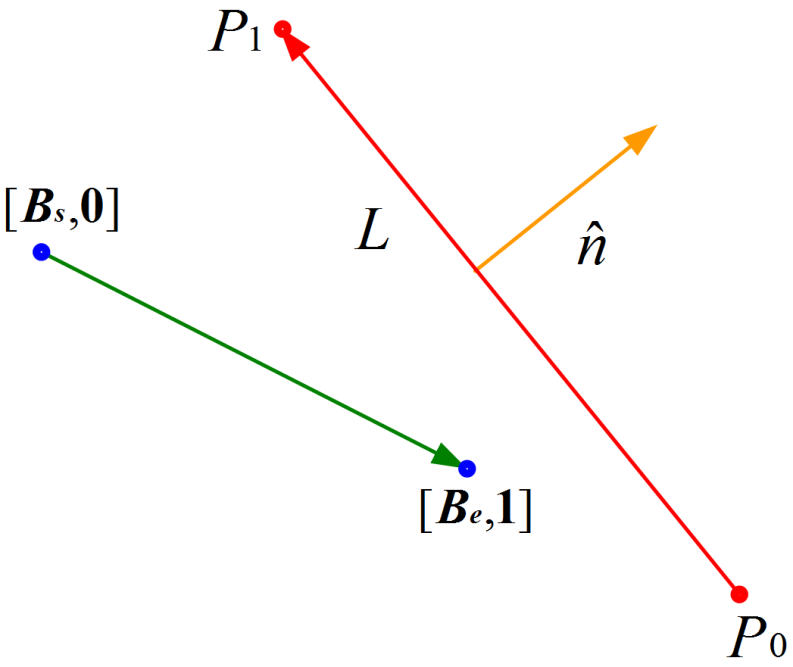 P₁
[Bₛ,0]
L
n̂
[Bₑ,1]
P₀